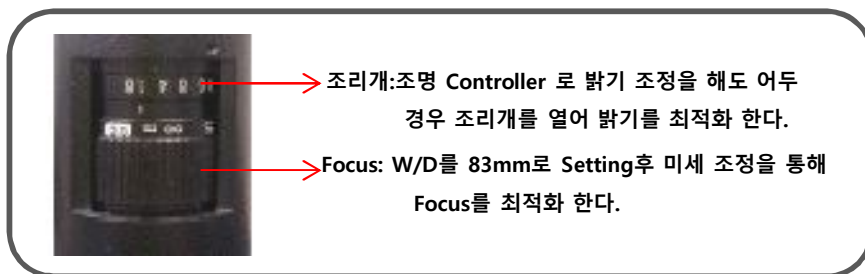 조리개:조명 Controller 로 밝기 조정을 해도 어두
경우 조리개를 열어 밝기를 최적화 한다.
Focus: W/D를 83mm로 Setting후 미세 조정을 통해
Focus를 최적화 한다.